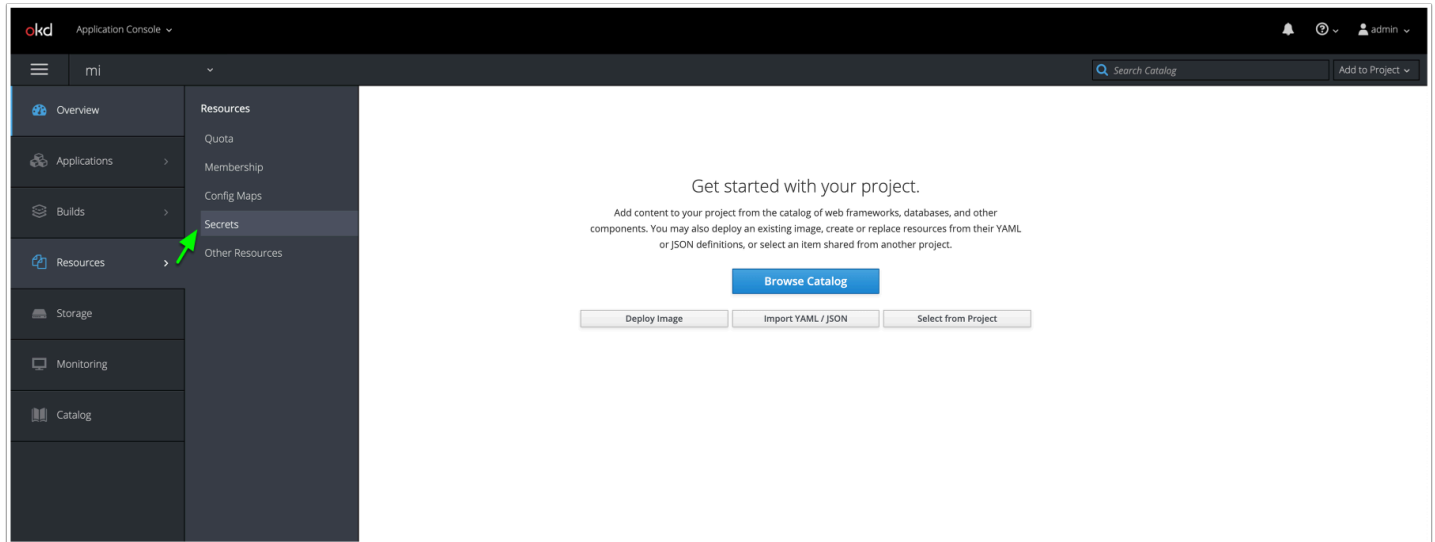 okd Application Console admin
mi Search Catalog Add to Project
Overview
Applications
Builds
Resources
Storage
Monitoring
Catalog
Resources
Quota
Membership
Config Maps
Secrets
Other Resources
Get started with your project.
Add content to your project from the catalog of web frameworks, databases, and other
components. You may also deploy an existing image, create or replace resources from their YAML
or JSON definitions, or select an item shared from another project.
Browse Catalog
Deploy Image Import YAML / JSON Select from Project